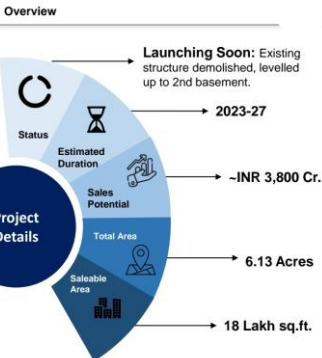 Overview
Launching Soon: Existing
structure demolished, levelled
up to 2nd basement.
Status
2023-27
Estimated
Duration
~INR 3,800 Cr.
Sales
Potential
Project
Details
Total Area
6.13 Acres
Saleable
Area
18 Lakh sq.ft.